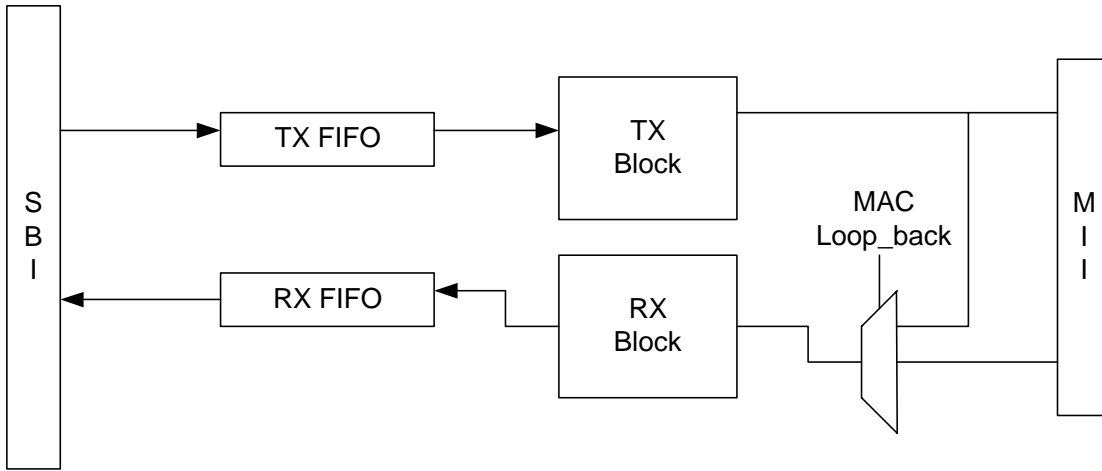 S
B
I
TX FIFO
TX
Block
MAC
Loop_back
RX FIFO
RX
Block
M
I
I